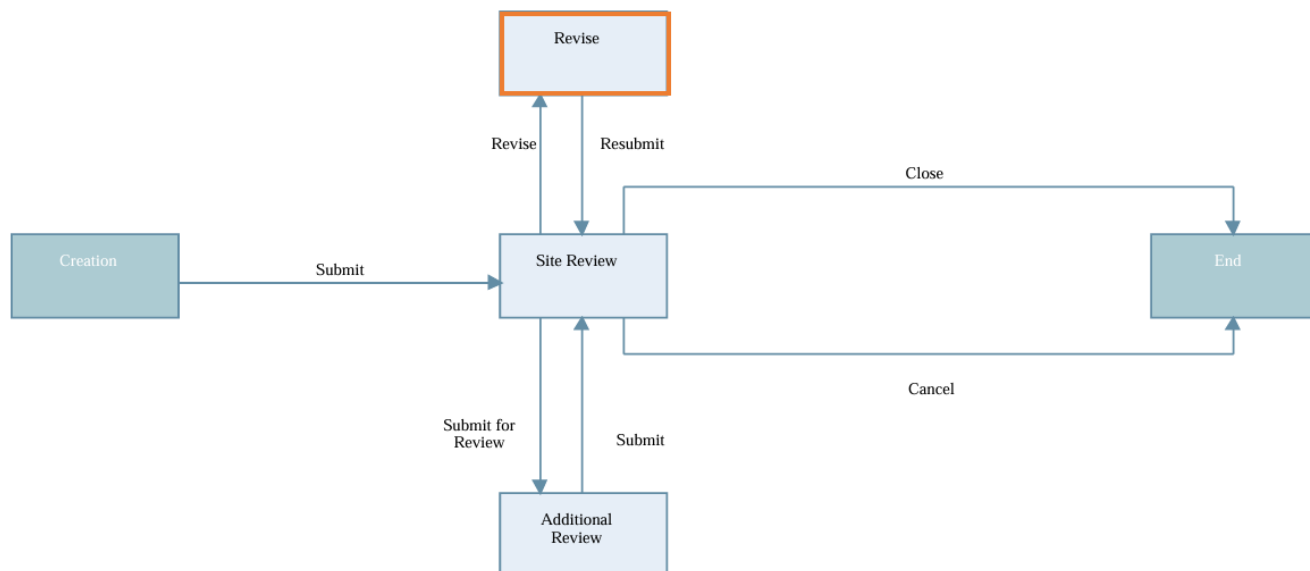 Revise
Revise
Resubmit
Close
Creation
Submit
Site Review
End
Cancel
Submit for
Review
Submit
Additional
Review